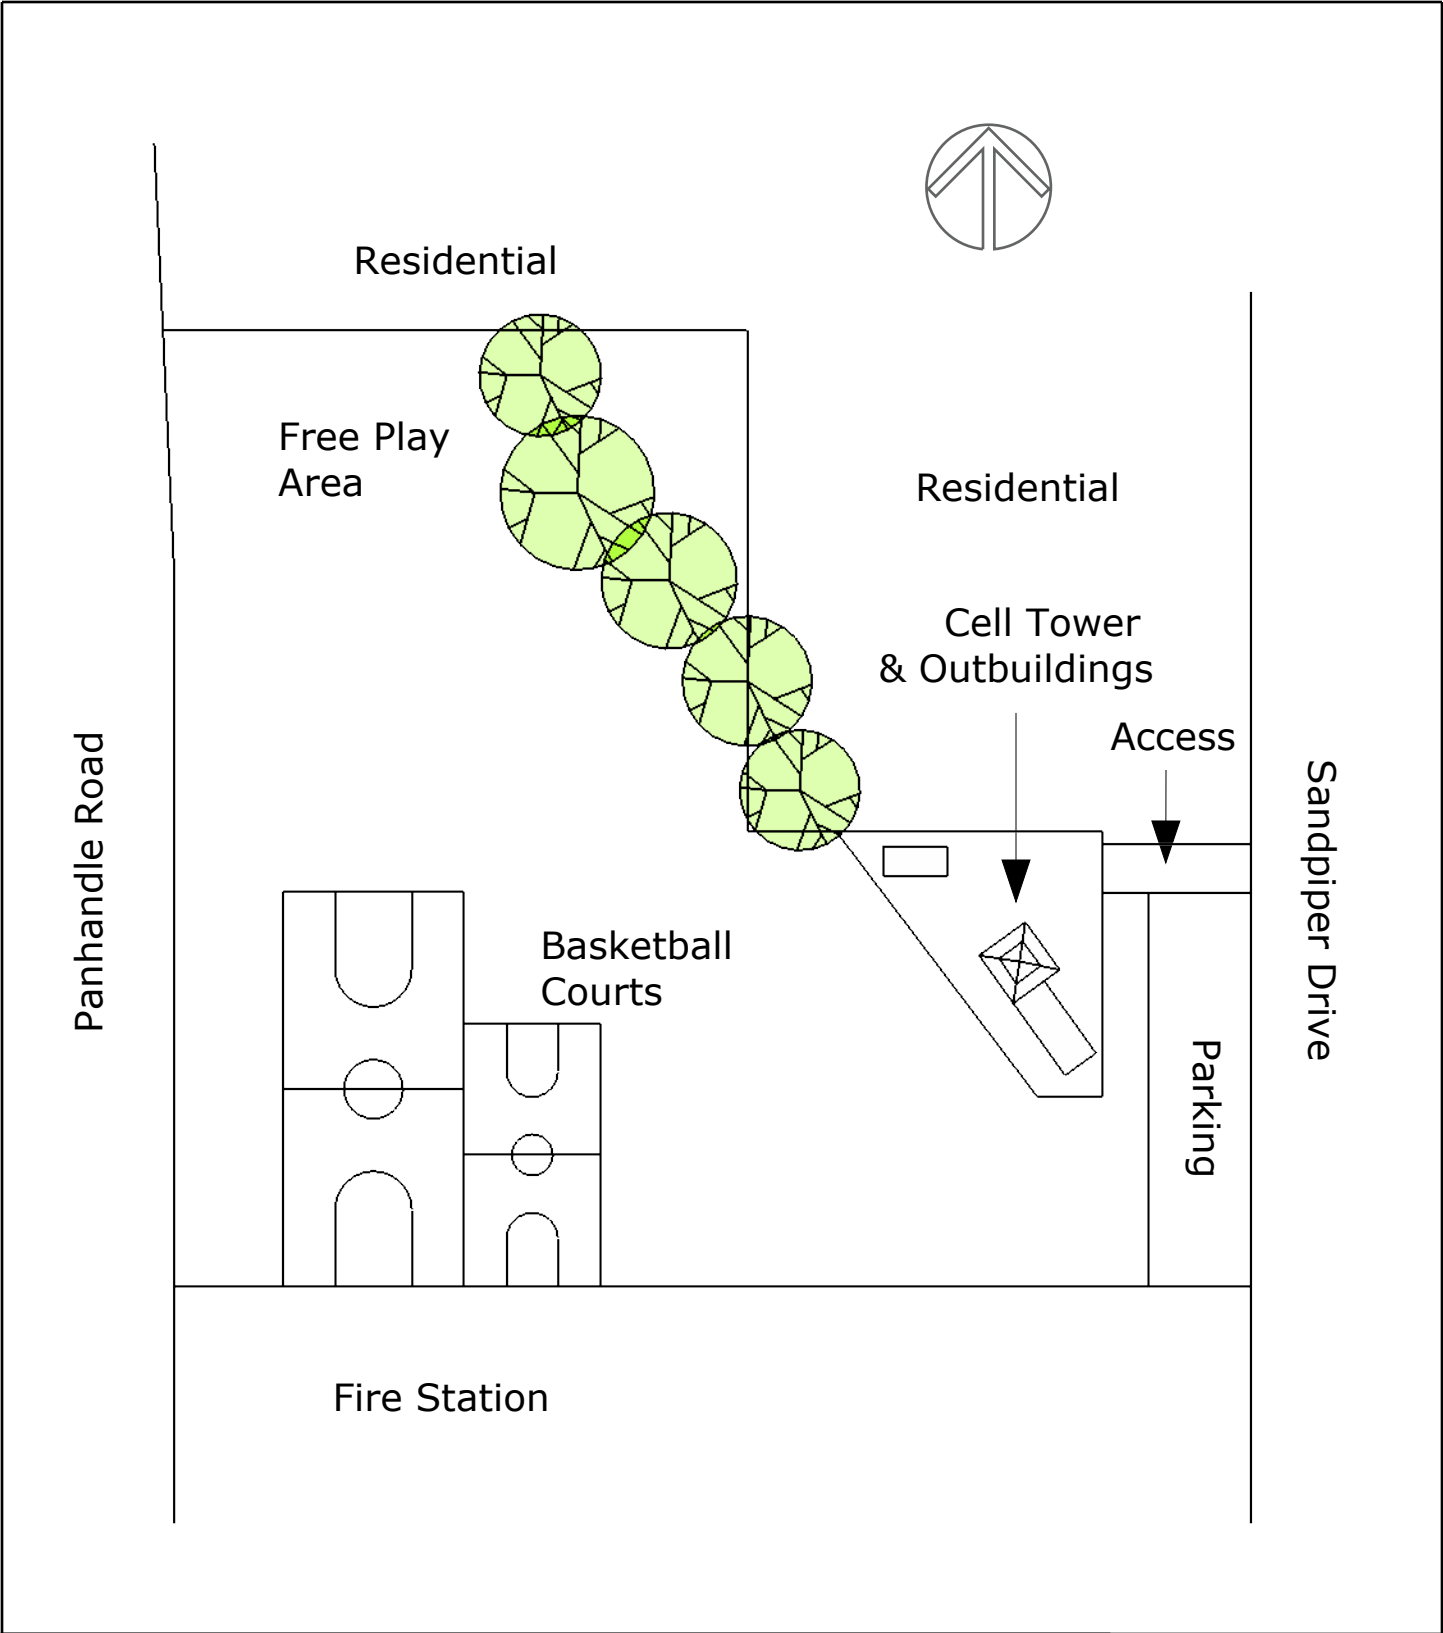 Residential
Free Play
Area
Residential
Cell Tower
& Outbuildings
Access
Panhandle Road
Sandpiper Drive
Basketball
Courts
Parking
Fire Station